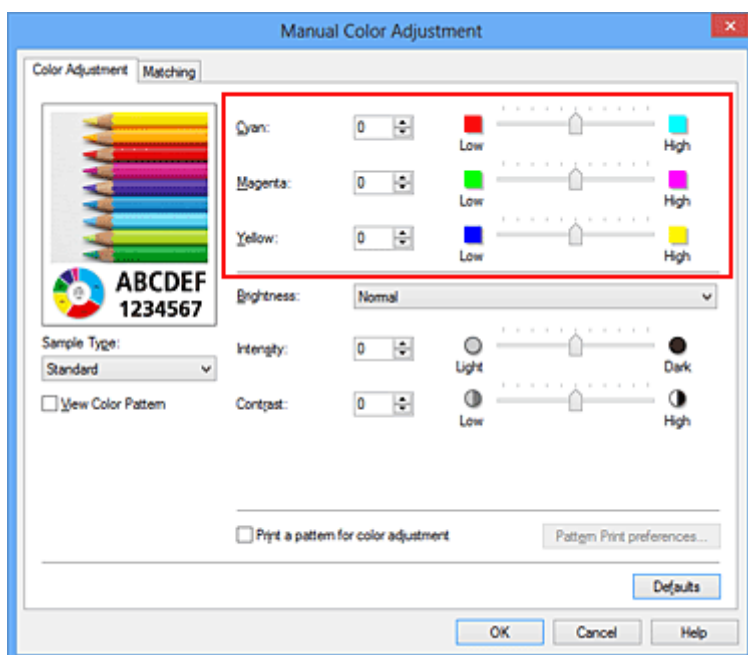 Manual Color Adjustment
Color Adjustment Matching
Cyan: 0 Low High
Magenta: 0 Low High
Yellow: 0 Low High
ABCDEF
1234567
Brightness: Normal
Sample Type:
Standard
Intensity: 0 Light Dark
View Color Pattern
Contrast: 0 Low High
Print a pattern for color adjustment Pattern Print preferences...
Defaults
OK Cancel Help